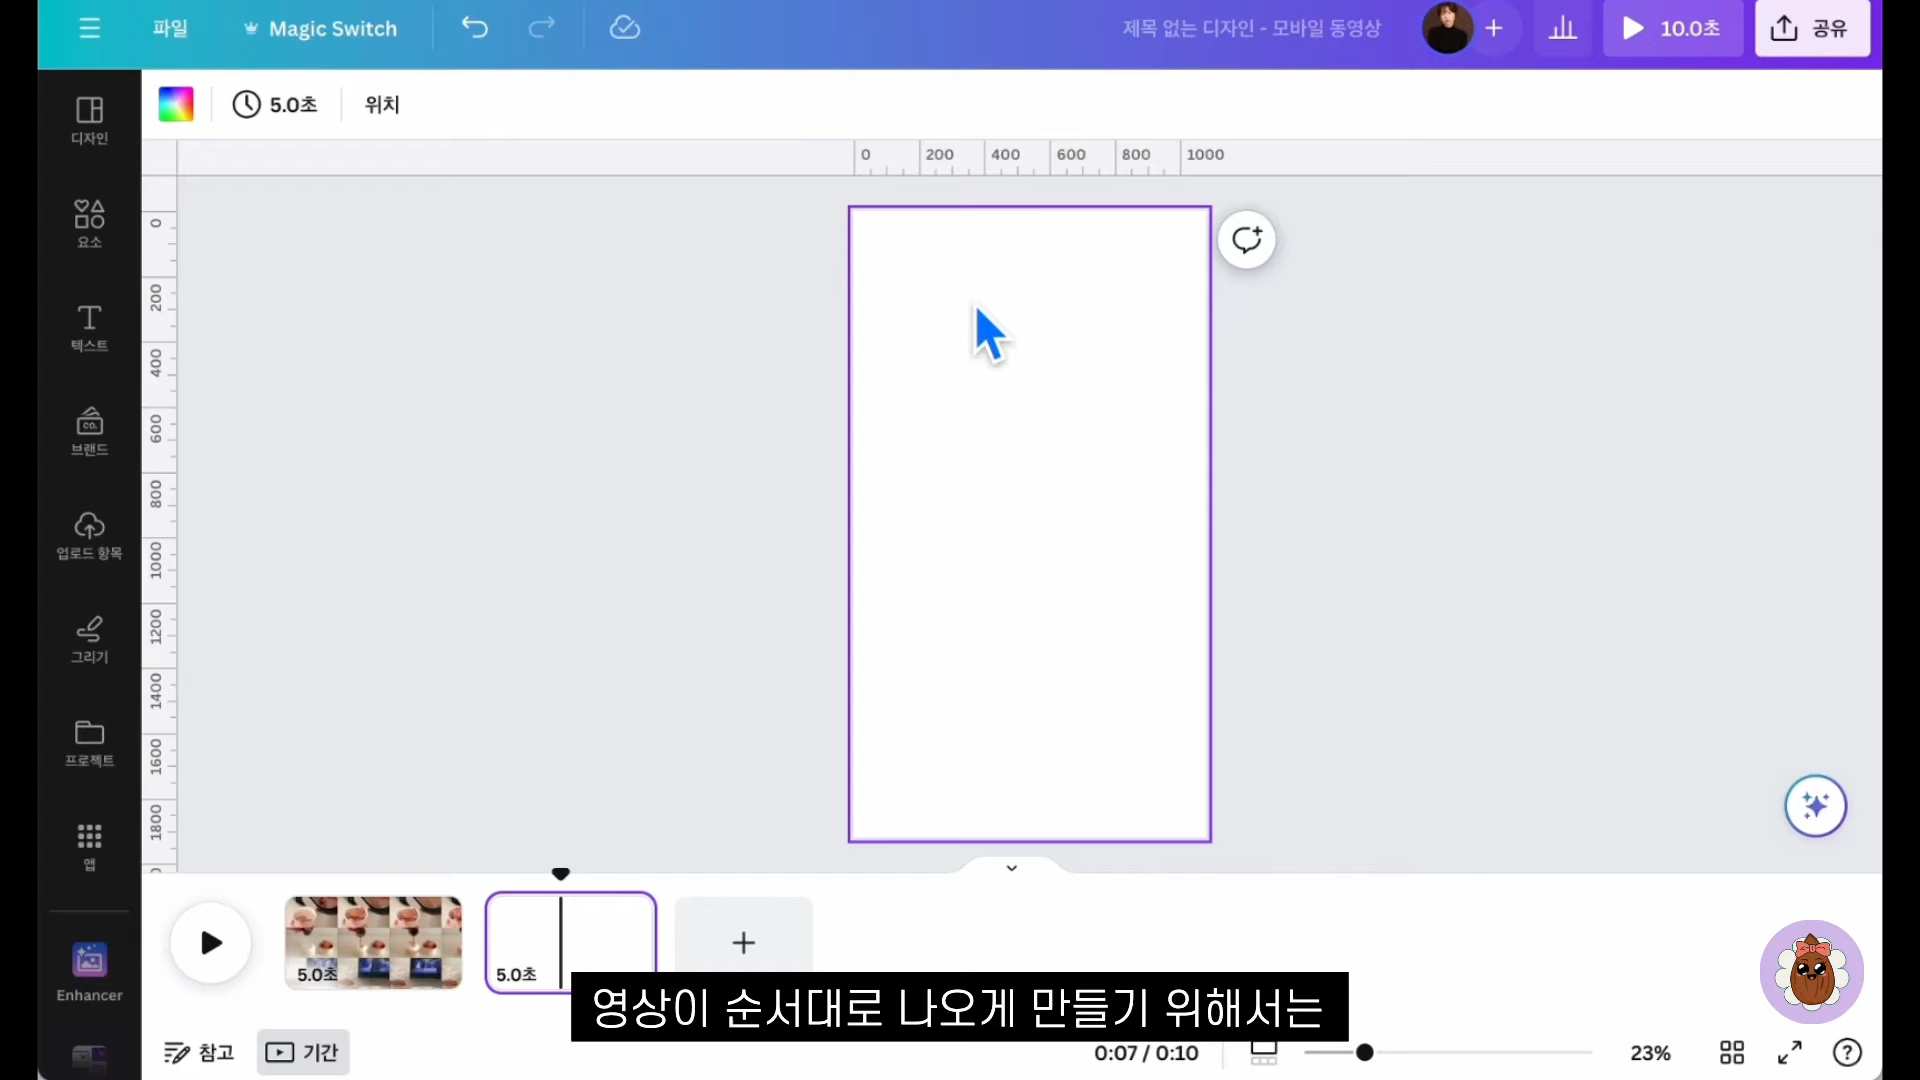 파일
Magic Switch
제목 없는 디자인 - 모바일 동영상
10.0초
공유
5.0초
위치
0 200 400 600 800 1000
디자인
요소
텍스트
브랜드
CO.
업로드 항목
그리기
프로젝트
앱
Enhancer
0
200
400
600
800
1000
1200
1400
1600
1800
5.0초
5.0초
영상이 순서대로 나오게 만들기 위해서는
참고
기간
0:07 / 0:10
23%